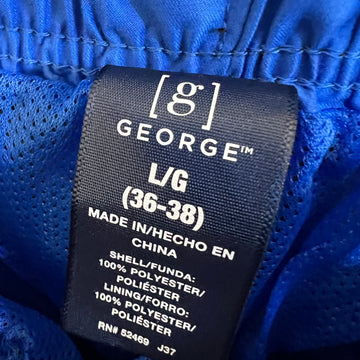 [g]
GEORGE™
L/G
(36-38)
MADE IN/HECHO EN
CHINA
SHELL/FUNDA:
100% POLYESTER/
POLIÉSTER
LINING/FORRO:
100% POLYESTER/
POLIÉSTER
RN# 52469 J37